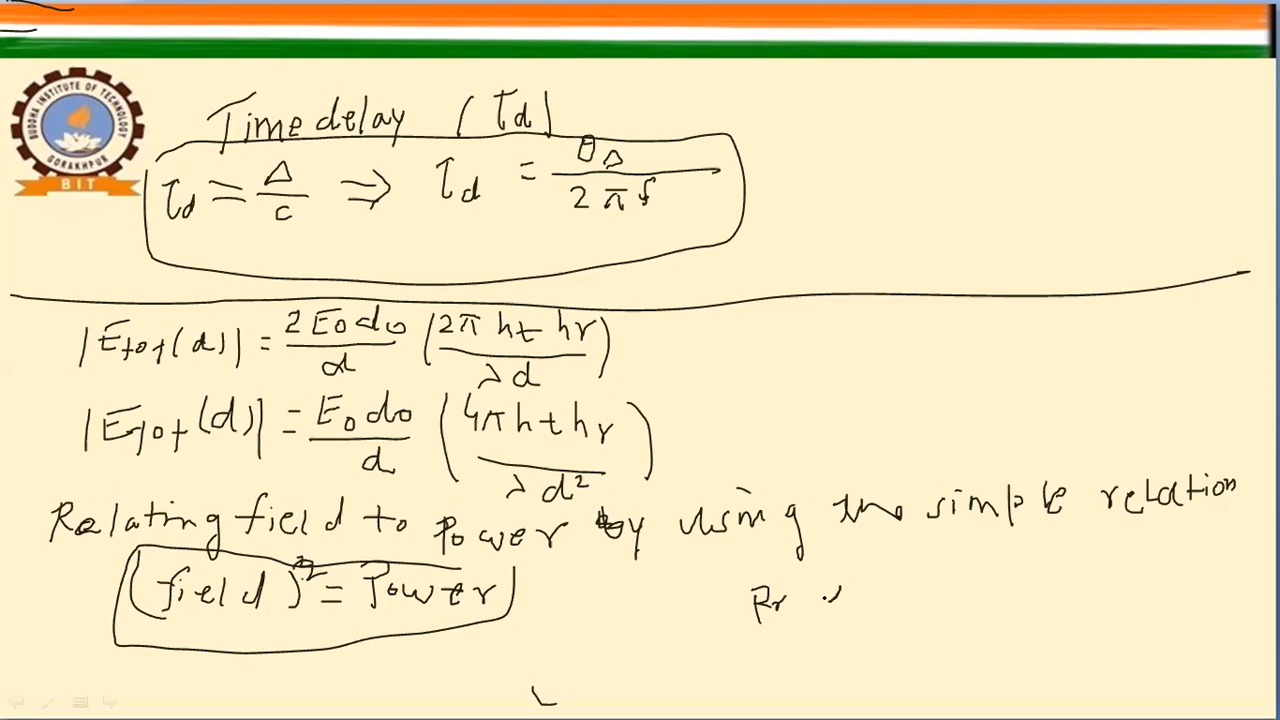 BUDDHA INSTITUTE OF TECHNOLOGY
GORAKHPUR
BIT
Time delay (τd)
τd = Δ/c ⇒ τd = θΔ/2πf
|Etot(d)| = 2E0d0/d (2π ht hr/λd)
|Etot(d)| = E0d0/d (4π ht hr/λd²)
Relating field to Power by using the simple relation
(field)² = Power
Pr